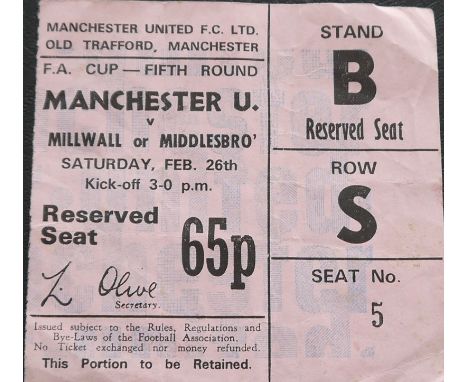 MANCHESTER UNITED F.C. LTD.
OLD TRAFFORD, MANCHESTER
F.A. CUP — FIFTH ROUND
MANCHESTER U.
v
MILLWALL or MIDDLESBRO'
SATURDAY, FEB. 26th
Kick-off 3-0 p.m.
Reserved
Seat
65p
L. Olive
Secretary.
Issued subject to the Rules, Regulations and
Bye-Laws of the Football Association.
No Ticket exchanged nor money refunded.
This Portion to be Retained.
STAND
B
Reserved Seat
ROW
S
SEAT No.
5